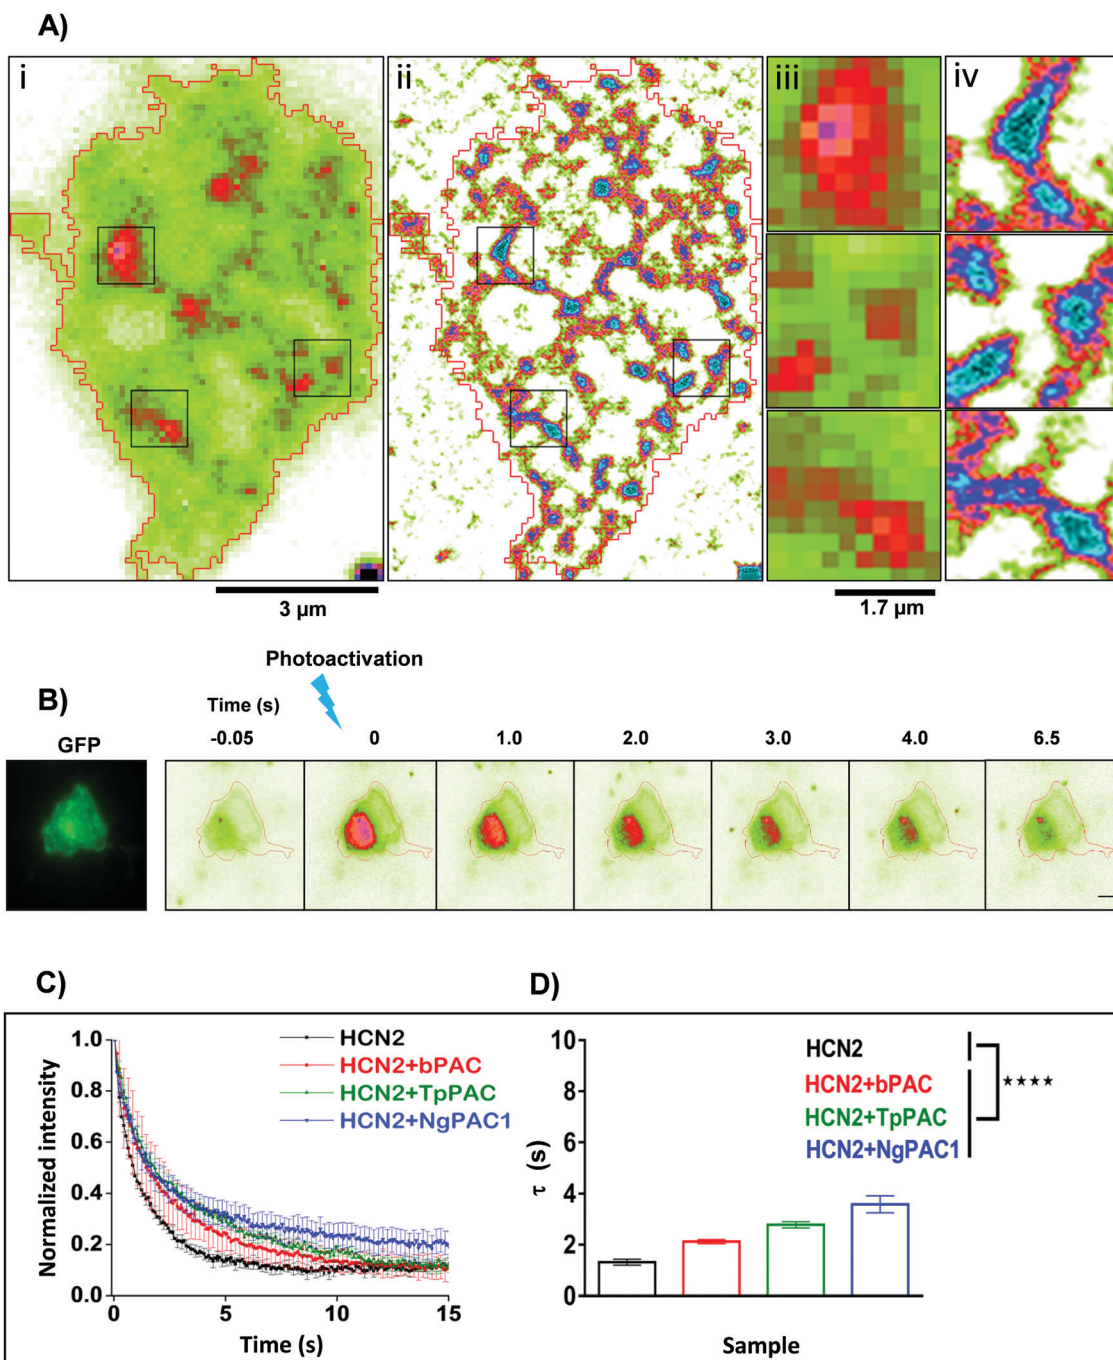 A)
i ii iii iv
3 µm 1.7 µm
Photoactivation
B)
Time (s)
GFP -0.05 0 1.0 2.0 3.0 4.0 6.5
C) D)
1.0
0.8
0.6
0.4
0.2
0.0
Normalized intensity
0 5 10 15
Time (s)
HCN2
HCN2+bPAC
HCN2+TpPAC
HCN2+NgPAC1
10
8
6
4
2
0
τ (s)
HCN2
HCN2+bPAC
HCN2+TpPAC
HCN2+NgPAC1
★★★★
Sample